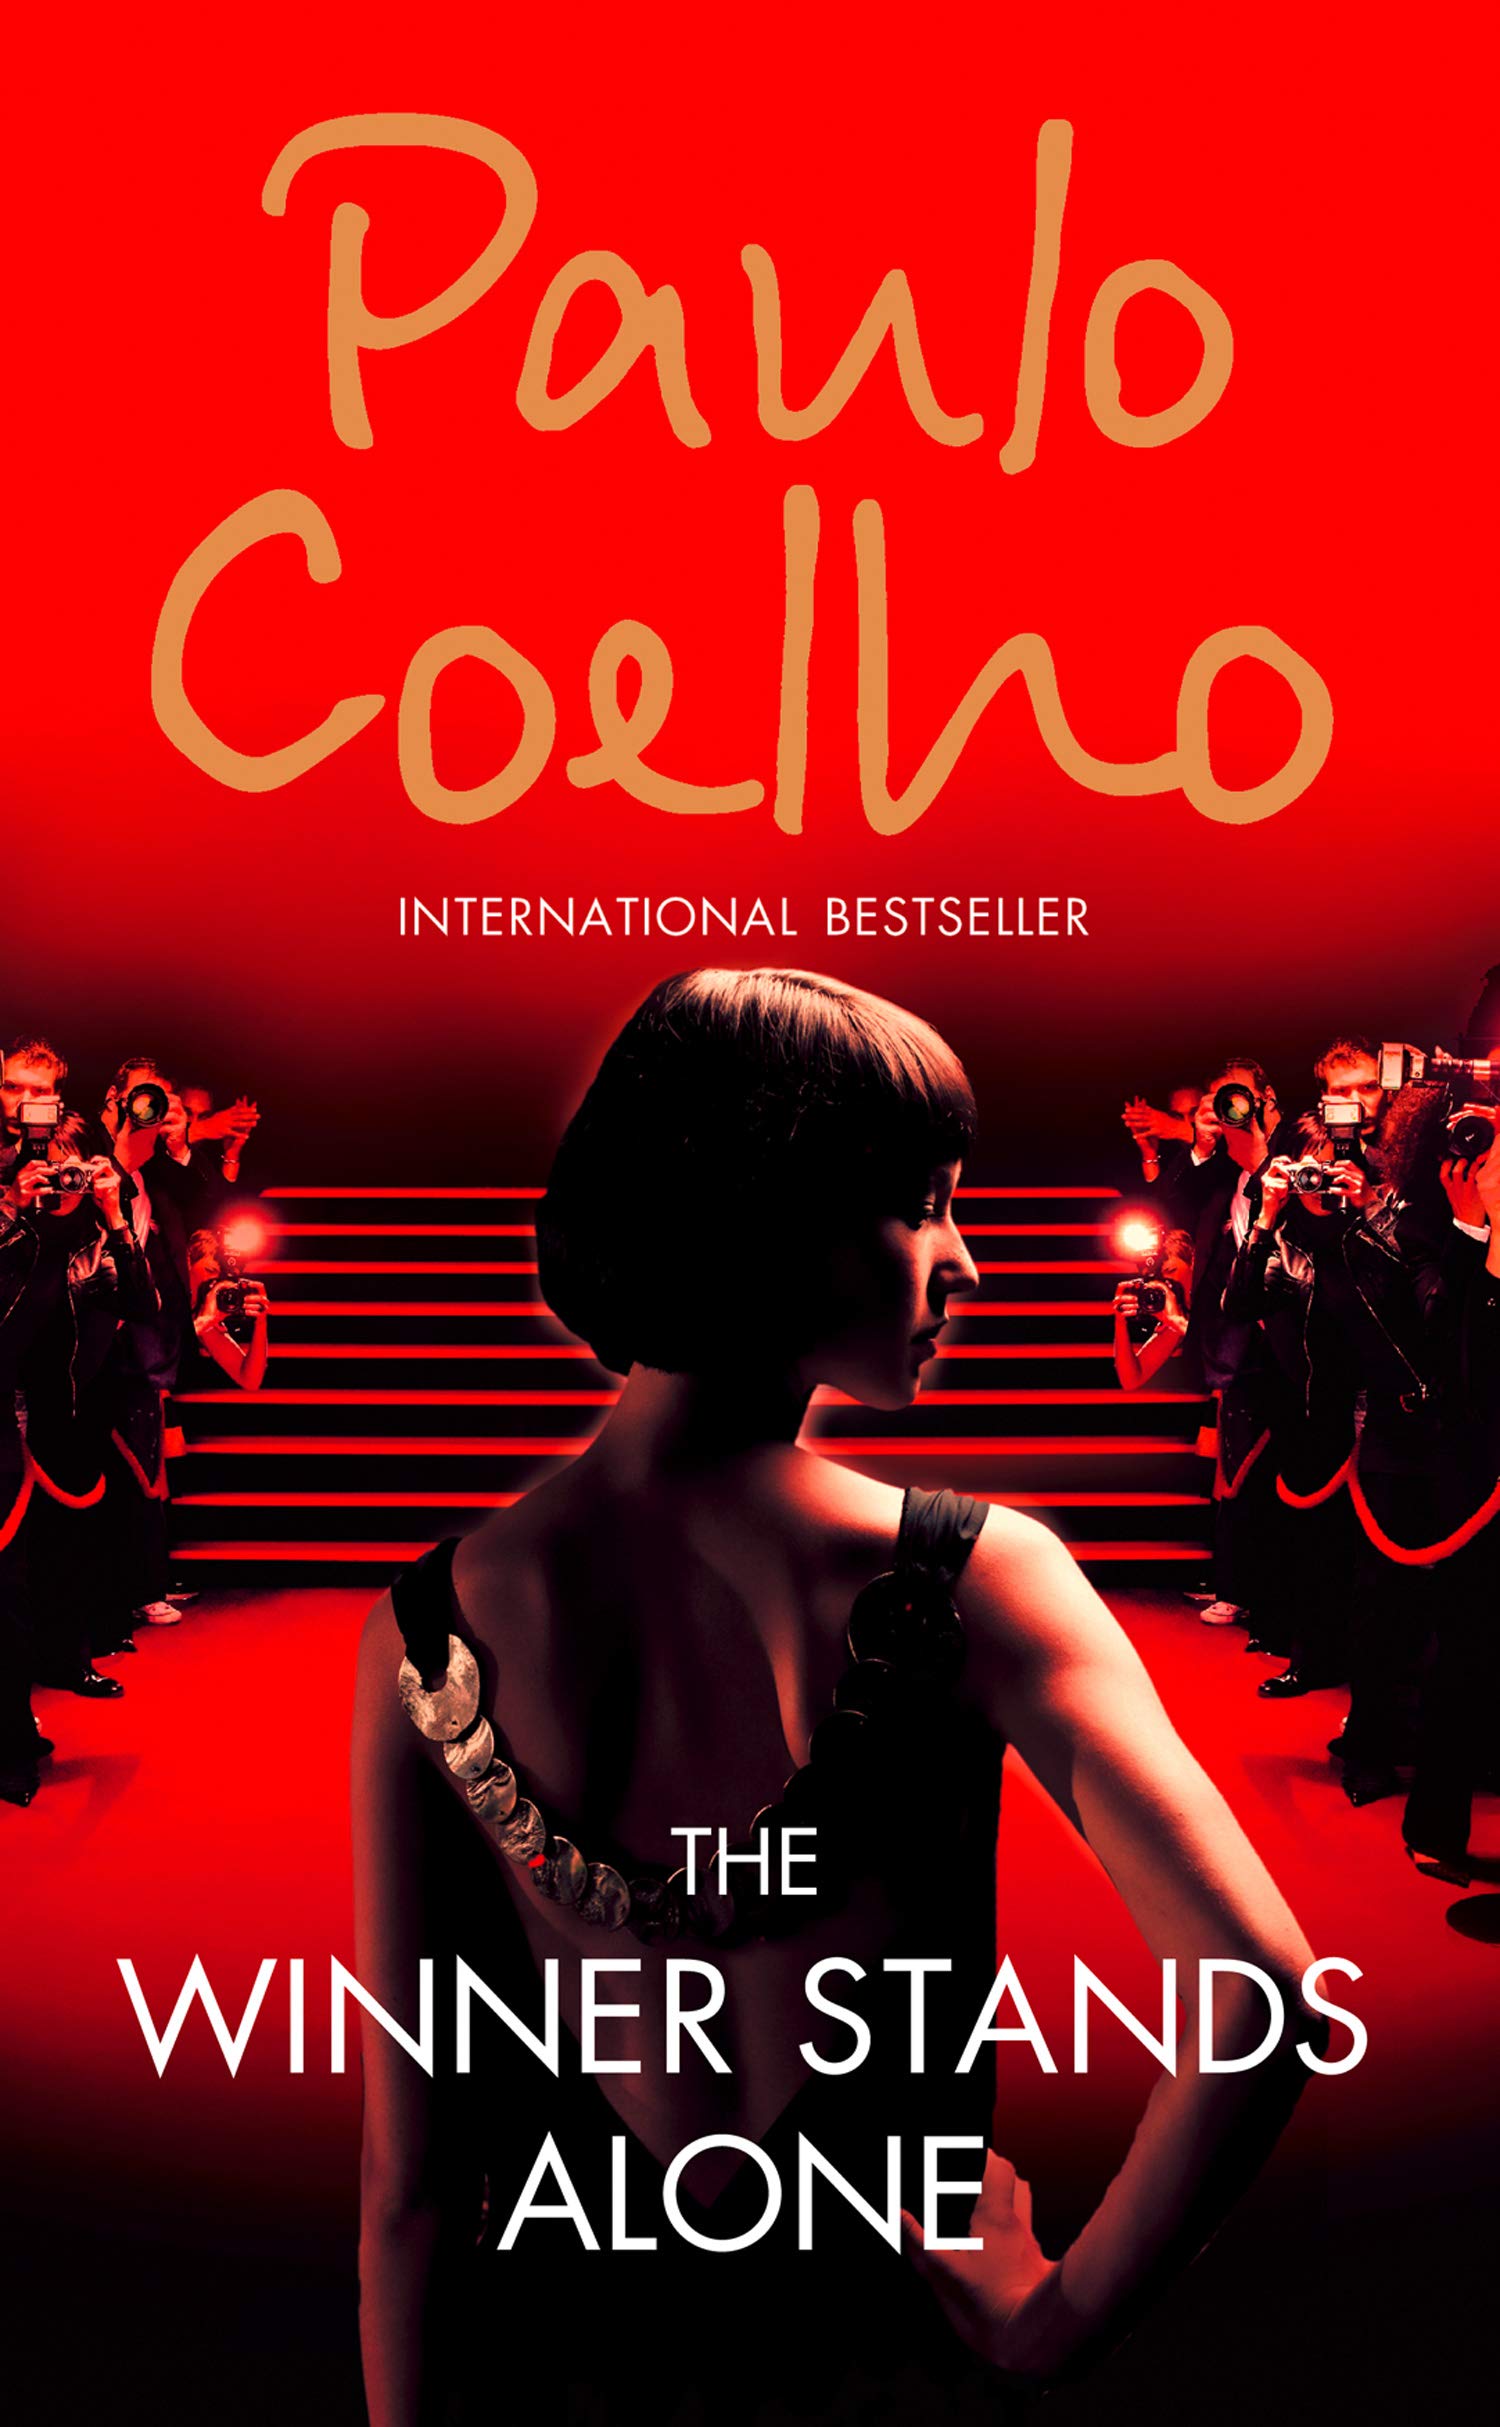 Paulo
Coelho
INTERNATIONAL BESTSELLER
THE
WINNER STANDS
ALONE